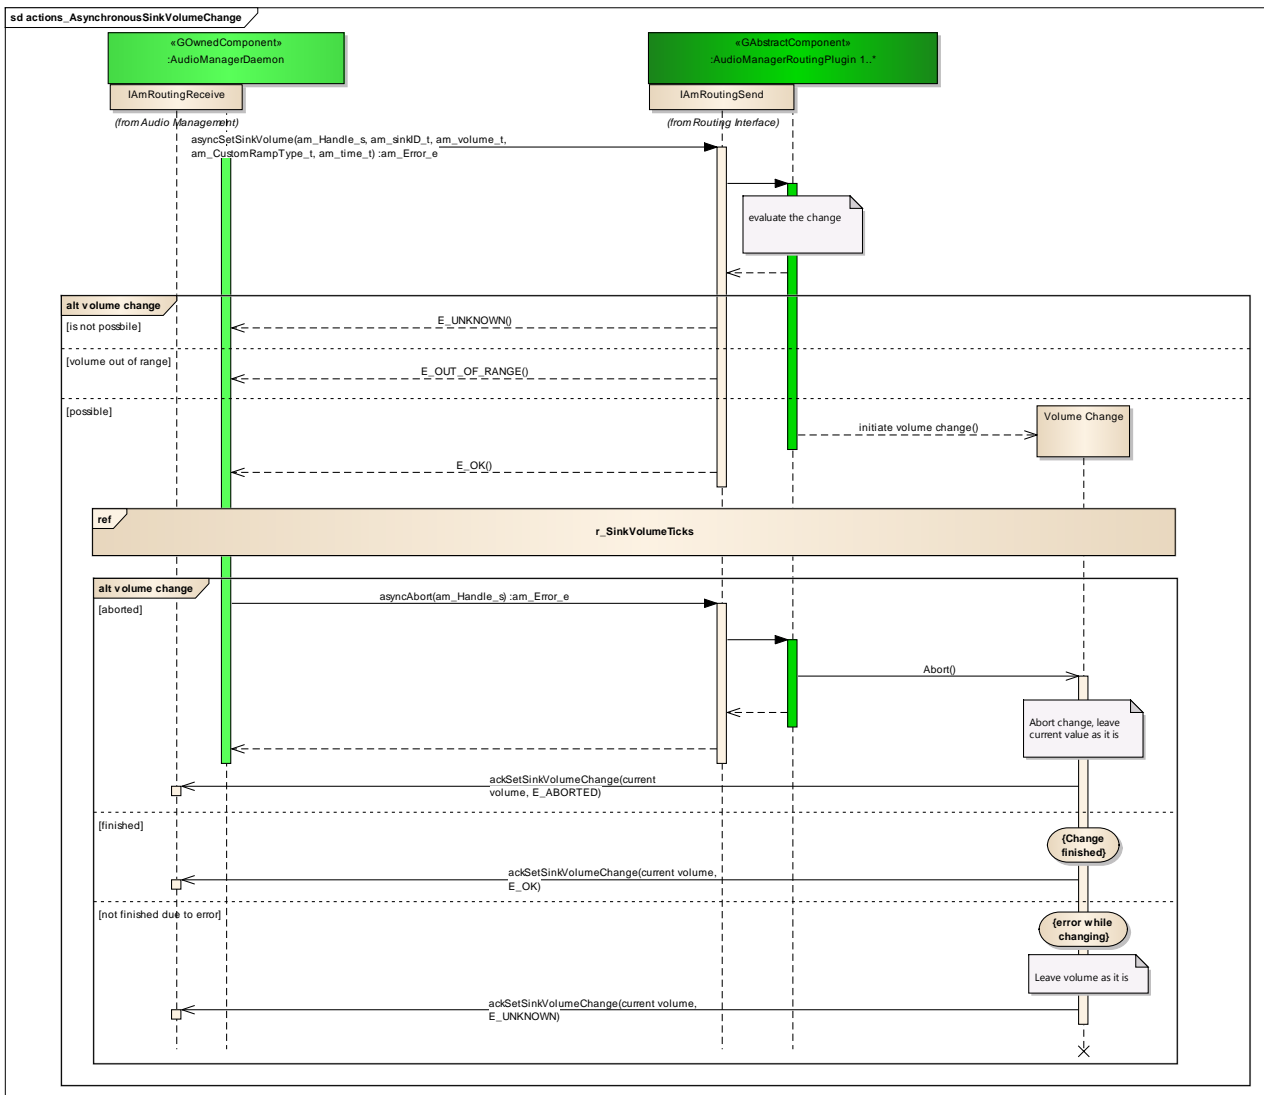 sd actions_AsynchronousSinkVolumeChange
«GOwnedComponent»
:AudioManagerDaemon
«GAbstractComponent»
:AudioManagerRoutingPlugin 1..*
IAmRoutingReceive
IAmRoutingSend
(from Audio Management)
(from Routing Interface)
asyncSetSinkVolume(am_Handle_s, am_sinkID_t, am_volume_t,
am_CustomRampType_t, am_time_t) :am_Error_e
evaluate the change
alt volume change
[is not possbile]
E_UNKNOWN()
[volume out of range]
E_OUT_OF_RANGE()
[possible]
Volume Change
initiate volume change()
E_OK()
ref
r_SinkVolumeTicks
alt volume change
[aborted]
asyncAbort(am_Handle_s) :am_Error_e
Abort()
Abort change, leave
current value as it is
ackSetSinkVolumeChange(current
volume, E_ABORTED)
[finished]
{Change
finished}
ackSetSinkVolumeChange(current volume,
E_OK)
[not finished due to error]
{error while
changing}
Leave volume as it is
ackSetSinkVolumeChange(current volume,
E_UNKNOWN)